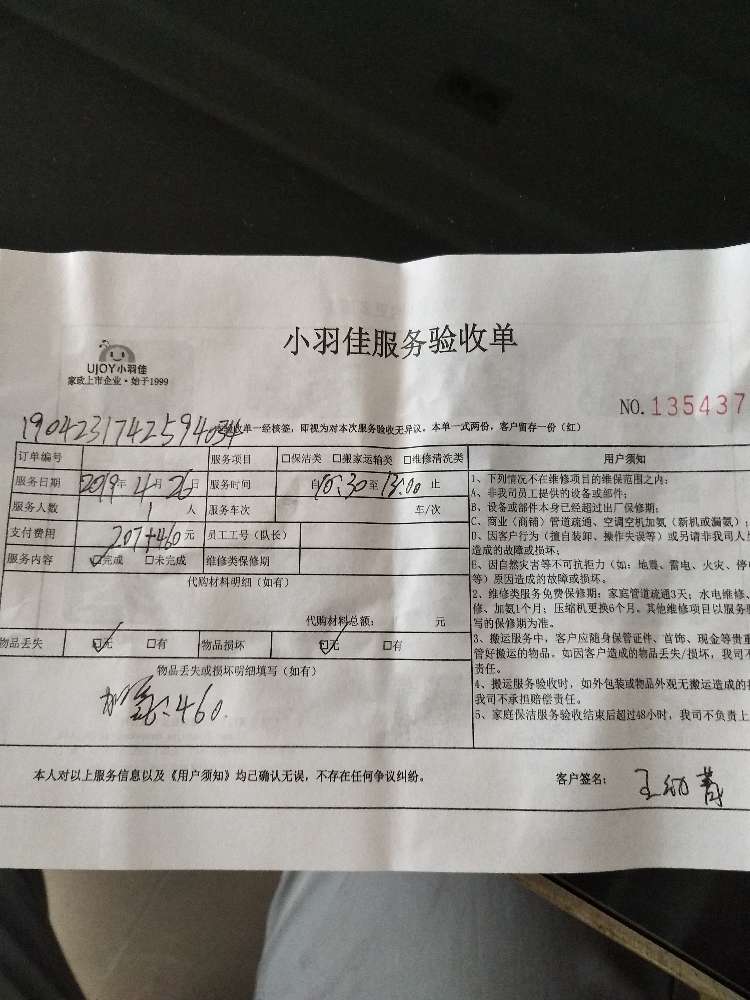 UJOY小羽佳
家政上市企业·始于1999
小羽佳服务验收单
NO.135437
190423174259403
验收单一经核签，即视为对本次服务验收无异议。本单一式两份，客户留存一份（红）
订单编号 服务项目 □保洁类 □搬家运输类 □维修清洗类
服务日期 2019年4月26日 服务时间 自10:30至13:00止
服务人数 1人 服务车次 车/次
支付费用 207+460元 员工工号（队长）
服务内容 ☑完成 □未完成 维修类保修期
代购材料明细（如有）
代购材料总额： 元
物品丢失 ☑无 □有 物品损坏 ☑无 □有
物品丢失或损坏明细填写（如有）
加氟：460.
用户须知
1、下列情况不在维修项目的维保范围之内：
A、非我司员工提供的设备或部件；
B、设备或部件本身已经超过出厂保修期；
C、商业（商铺）管道疏通、空调空机加氟（新机或漏氟）；
D、因客户行为（擅自装卸、操作失误等）或另请非我司人
造成的故障或损坏；
E、因自然灾害等不可抗拒力（如：地震、雷电、火灾、停
等）原因造成的故障或损坏。
2、维修类服务免费保修期：家庭管道疏通3天；水电维修、
修、加氟1个月；压缩机更换6个月。其他维修项目以服务
写的保修期为准。
3、搬运服务中，客户应随身保管证件、首饰、现金等贵重
管好搬运的物品。如因客户造成的物品丢失/损坏，我司不
责任。
4、搬运服务验收时，如外包装或物品外观无搬运造成的
我司不承担赔偿责任。
5、家庭保洁服务验收结束后超过48小时，我司不负责上
本人对以上服务信息以及《用户须知》均已确认无误，不存在任何争议纠纷。 客户签名：